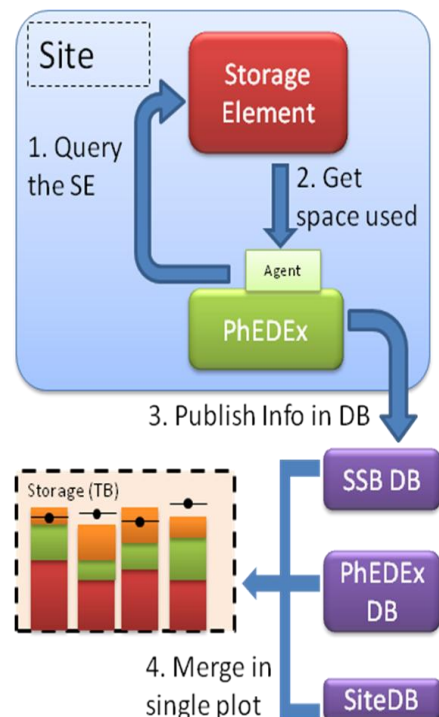 Site
Storage
Element
1. Query
the SE
2. Get
space used
Agent
PhEDEx
3. Publish Info in DB
Storage (TB)
SSB DB
PhEDEx
DB
4. Merge in
single plot
SiteDB